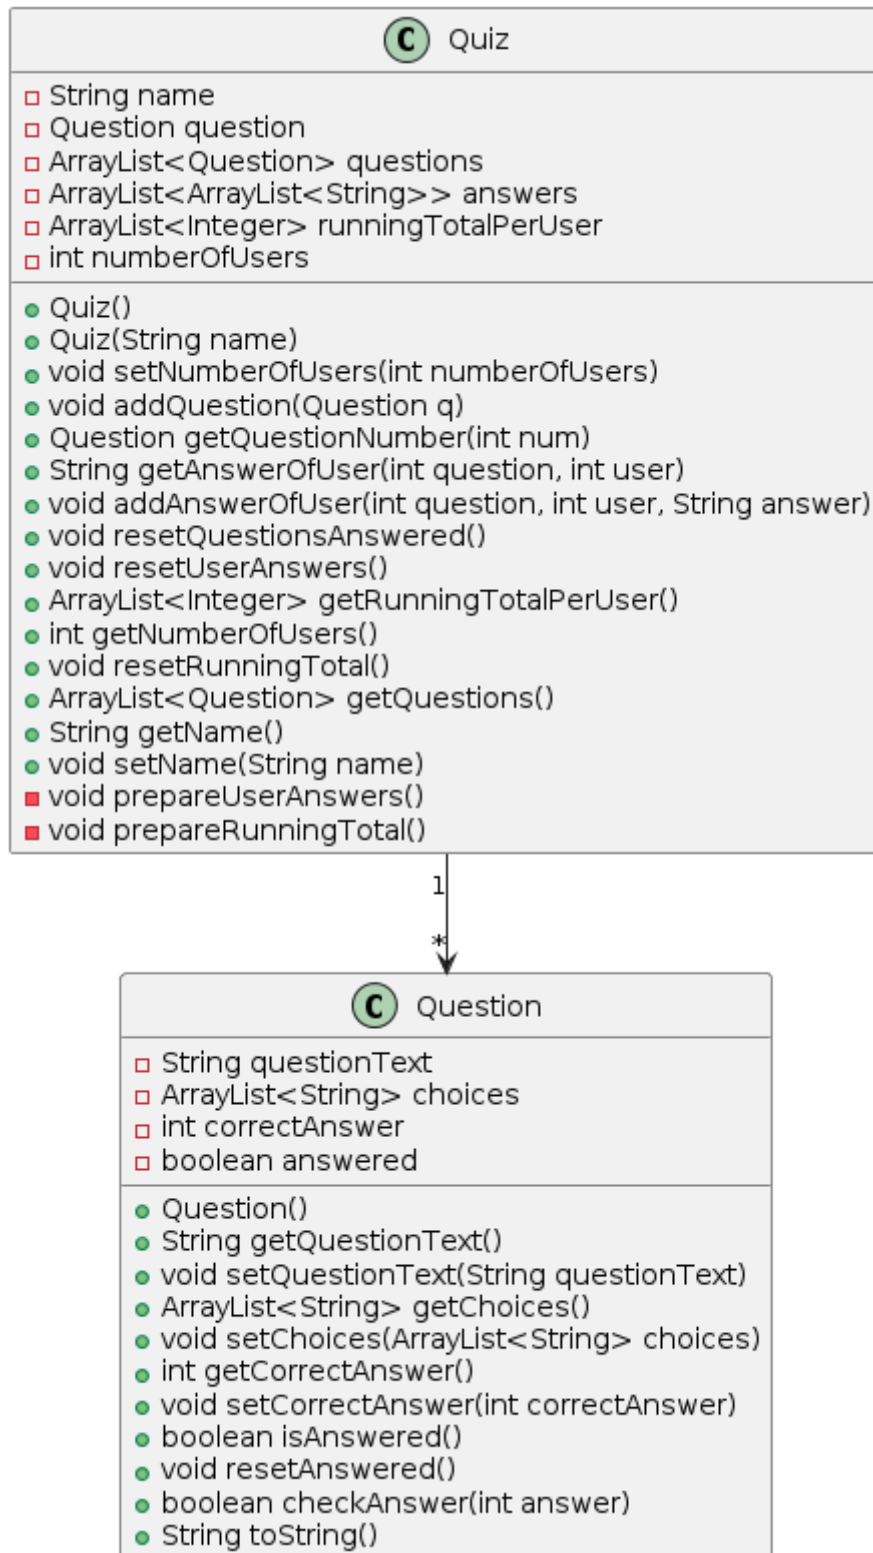 C Quiz
String name
Question question
ArrayList<Question> questions
ArrayList<ArrayList<String>> answers
ArrayList<Integer> runningTotalPerUser
int numberOfUsers
Quiz()
Quiz(String name)
void setNumberOfUsers(int numberOfUsers)
void addQuestion(Question q)
Question getQuestionNumber(int num)
String getAnswerOfUser(int question, int user)
void addAnswerOfUser(int question, int user, String answer)
void resetQuestionsAnswered()
void resetUserAnswers()
ArrayList<Integer> getRunningTotalPerUser()
int getNumberOfUsers()
void resetRunningTotal()
ArrayList<Question> getQuestions()
String getName()
void setName(String name)
void prepareUserAnswers()
void prepareRunningTotal()
1
*
C Question
String questionText
ArrayList<String> choices
int correctAnswer
boolean answered
Question()
String getQuestionText()
void setQuestionText(String questionText)
ArrayList<String> getChoices()
void setChoices(ArrayList<String> choices)
int getCorrectAnswer()
void setCorrectAnswer(int correctAnswer)
boolean isAnswered()
void resetAnswered()
boolean checkAnswer(int answer)
String toString()